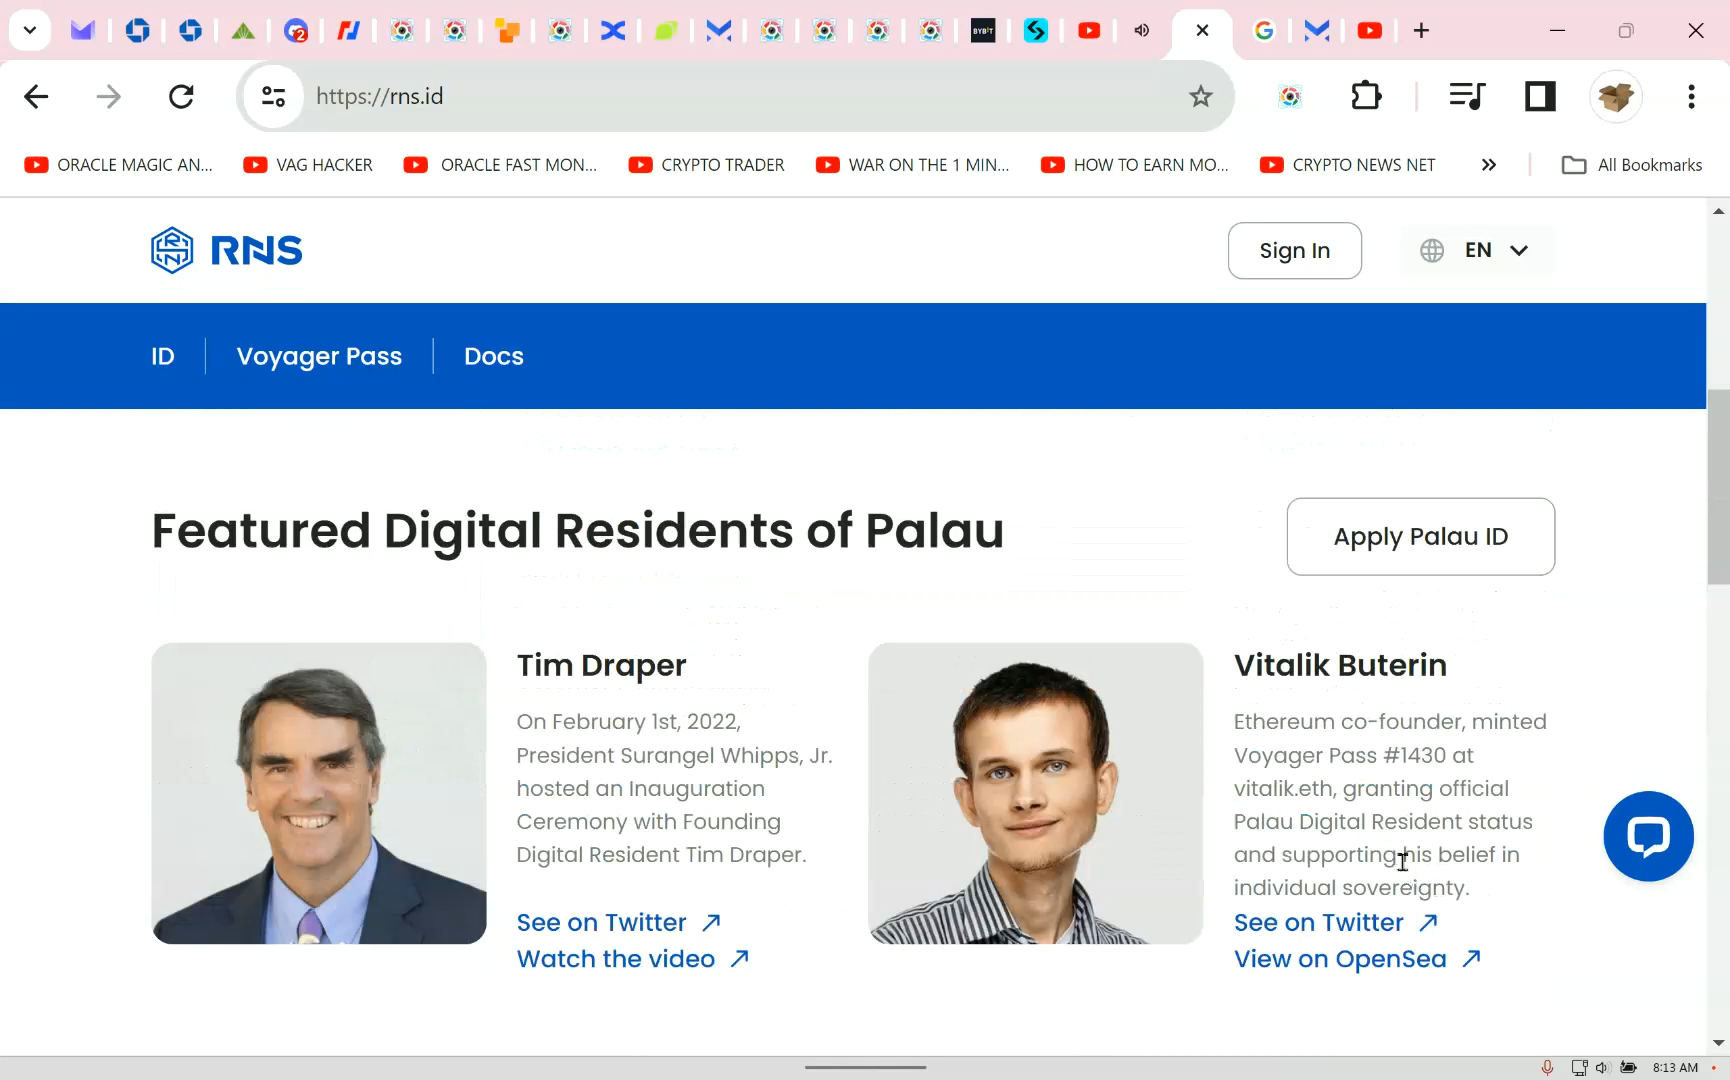 2
BYBIT
https://rns.id
ORACLE MAGIC AN... VAG HACKER ORACLE FAST MON... CRYPTO TRADER WAR ON THE 1 MIN... HOW TO EARN MO... CRYPTO NEWS NET » All Bookmarks
RNS Sign In EN
ID Voyager Pass Docs
Featured Digital Residents of Palau
Apply Palau ID
Tim Draper
On February 1st, 2022,
President Surangel Whipps, Jr.
hosted an Inauguration
Ceremony with Founding
Digital Resident Tim Draper.
See on Twitter
Watch the video
Vitalik Buterin
Ethereum co-founder, minted
Voyager Pass #1430 at
vitalik.eth, granting official
Palau Digital Resident status
and supporting his belief in
individual sovereignty.
See on Twitter
View on OpenSea
8:13 AM